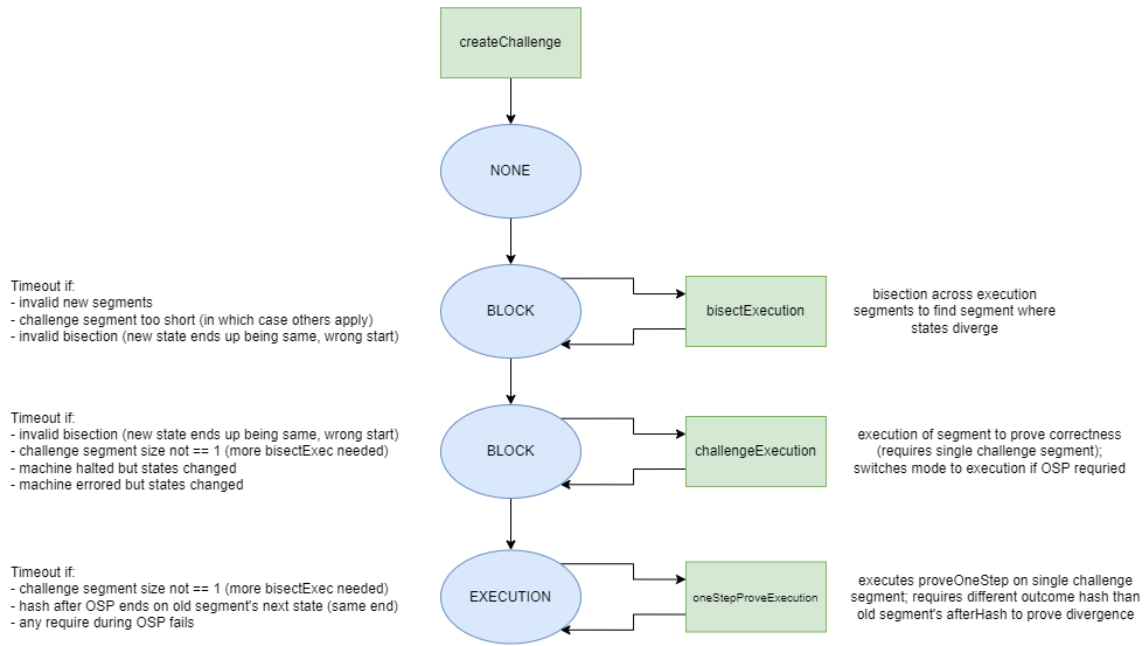 createChallenge
NONE
Timeout if:
- invalid new segments
- challenge segment too short (in which case others apply)
- invalid bisection (new state ends up being same, wrong start)
BLOCK
bisectExecution
bisection across execution
segments to find segment where
states diverge
Timeout if:
- invalid bisection (new state ends up being same, wrong start)
- challenge segment size not == 1 (more bisectExec needed)
- machine halted but states changed
- machine errored but states changed
BLOCK
challengeExecution
execution of segment to prove correctness
(requires single challenge segment);
switches mode to execution if OSP requried
Timeout if:
- challenge segment size not == 1 (more bisectExec needed)
- hash after OSP ends on old segment's next state (same end)
- any require during OSP fails
EXECUTION
oneStepProveExecution
executes proveOneStep on single challenge
segment; requires different outcome hash than
old segment's afterHash to prove divergence